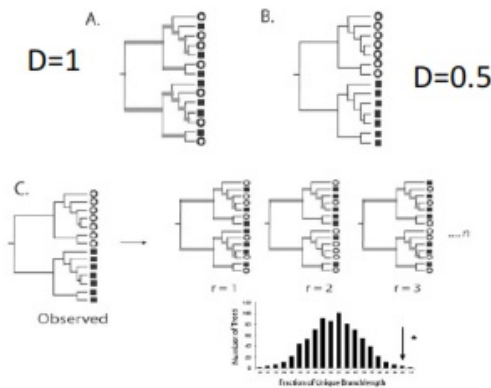 A.
B.
D=1
D=0.5
C.
....n
r = 1
r = 2
r = 3
Observed
Number of Trees
*
Fraction of Unique Branchlength